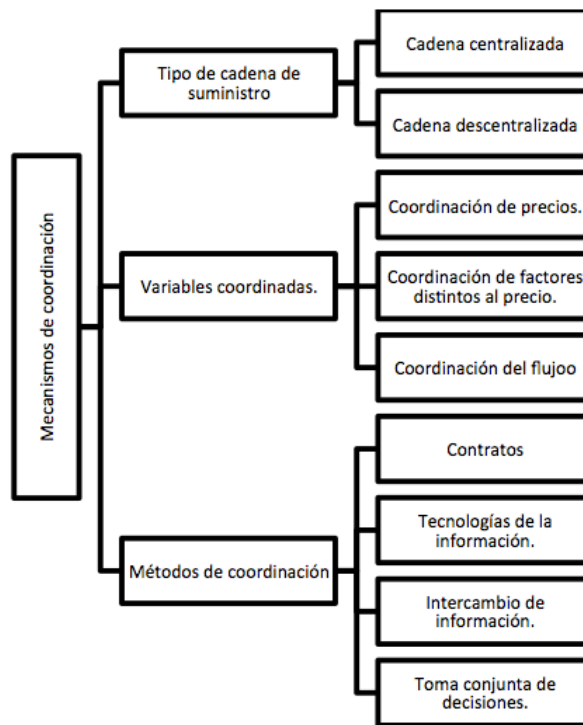 Mecanismos de coordinación
Tipo de cadena de
suministro
Cadena centralizada
Cadena descentralizada
Variables coordinadas.
Coordinación de precios.
Coordinación de factores
distintos al precio.
Coordinación del flujoo
Métodos de coordinación
Contratos
Tecnologías de la
información.
Intercambio de
información.
Toma conjunta de
decisiones.